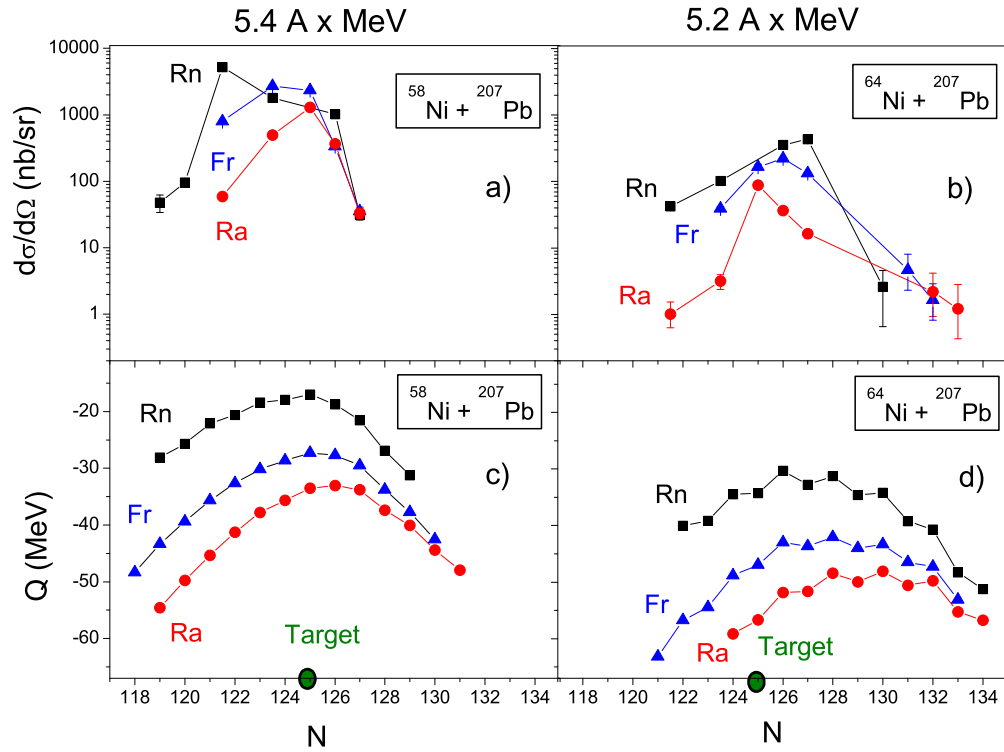 5.4 A x MeV
5.2 A x MeV
10000
1000
100
10
1
dσ/dΩ (nb/sr)
Rn
Fr
Ra
58Ni + 207Pb
a)
Rn
Fr
Ra
64Ni + 207Pb
b)
-20
-30
-40
-50
-60
Q (MeV)
Rn
Fr
Ra
58Ni + 207Pb
c)
Target
Rn
Fr
Ra
64Ni + 207Pb
d)
Target
118 120 122 124 126 128 130 132 134
120 122 124 126 128 130 132 134
N
N